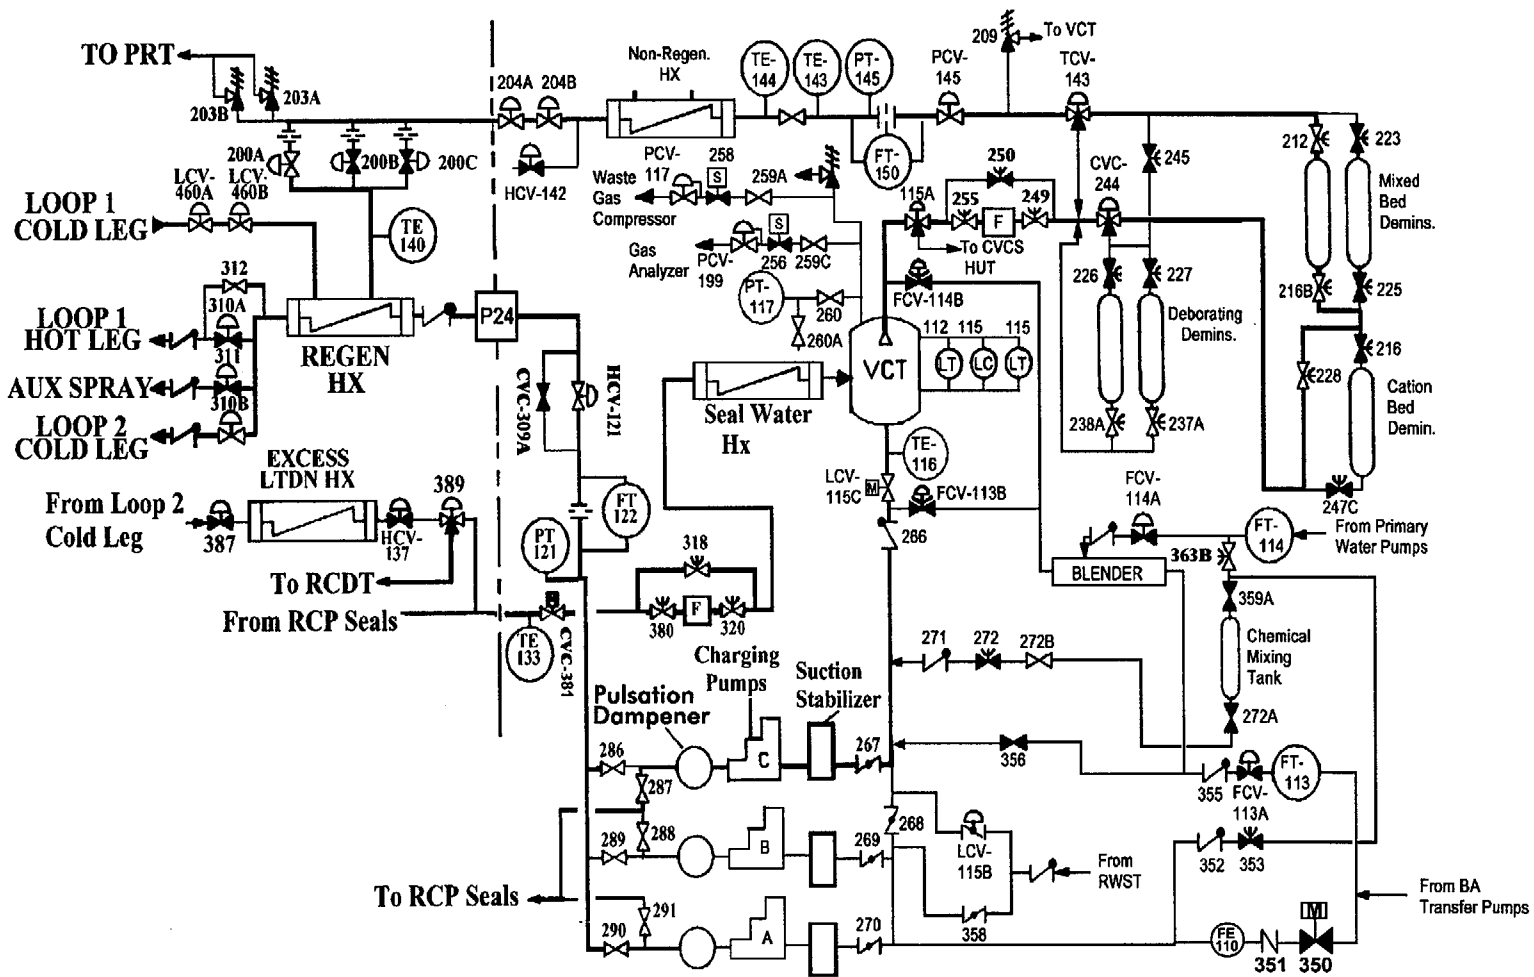 TO PRT
203B
203A
204A
204B
Non-Regen.
HX
TE-
144
TE-
143
PT-
145
PCV-
145
209
To VCT
TCV-
143
200A
200B
200C
HCV-142
FT-
150
212
223
245
LCV-
460A
LCV-
460B
LOOP 1
COLD LEG
TE
140
PCV-
117
258
259A
Waste
Gas
Compressor
S
115A
250
255
F
249
CVC-
244
Mixed
Bed
Demins.
To CVCS
HUT
Gas
Analyzer
PCV-
199
S
256
259C
226
227
216B
225
312
310A
LOOP 1
HOT LEG
311
REGEN
HX
P24
PT-
117
260
260A
FCV-114B
112
115
115
LT
LC
LT
VCT
Deborating
Demins.
216
228
Cation
Bed
Demin.
AUX SPRAY
310B
LOOP 2
COLD LEG
CVC-309A
HCV-121
Seal Water
Hx
238A
237A
TE-
116
LCV-
115C
M
FCV-113B
FCV-
114A
247C
EXCESS
LTDN HX
389
From Loop 2
Cold Leg
387
HCV-
137
FT
122
PT
121
266
FT-
114
From Primary
Water Pumps
363B
BLENDER
To RCDT
From RCP Seals
318
380
F
320
TE
133
CVC-381
359A
Chemical
Mixing
Tank
272A
271
272
272B
Charging
Pumps
Suction
Stabilizer
Pulsation
Dampener
286
287
C
267
356
355
FCV-
113A
FT-
113
289
288
B
269
268
LCV-
115B
From
RWST
352
353
To RCP Seals
291
290
A
270
358
From BA
Transfer Pumps
FE
110
351
M
350